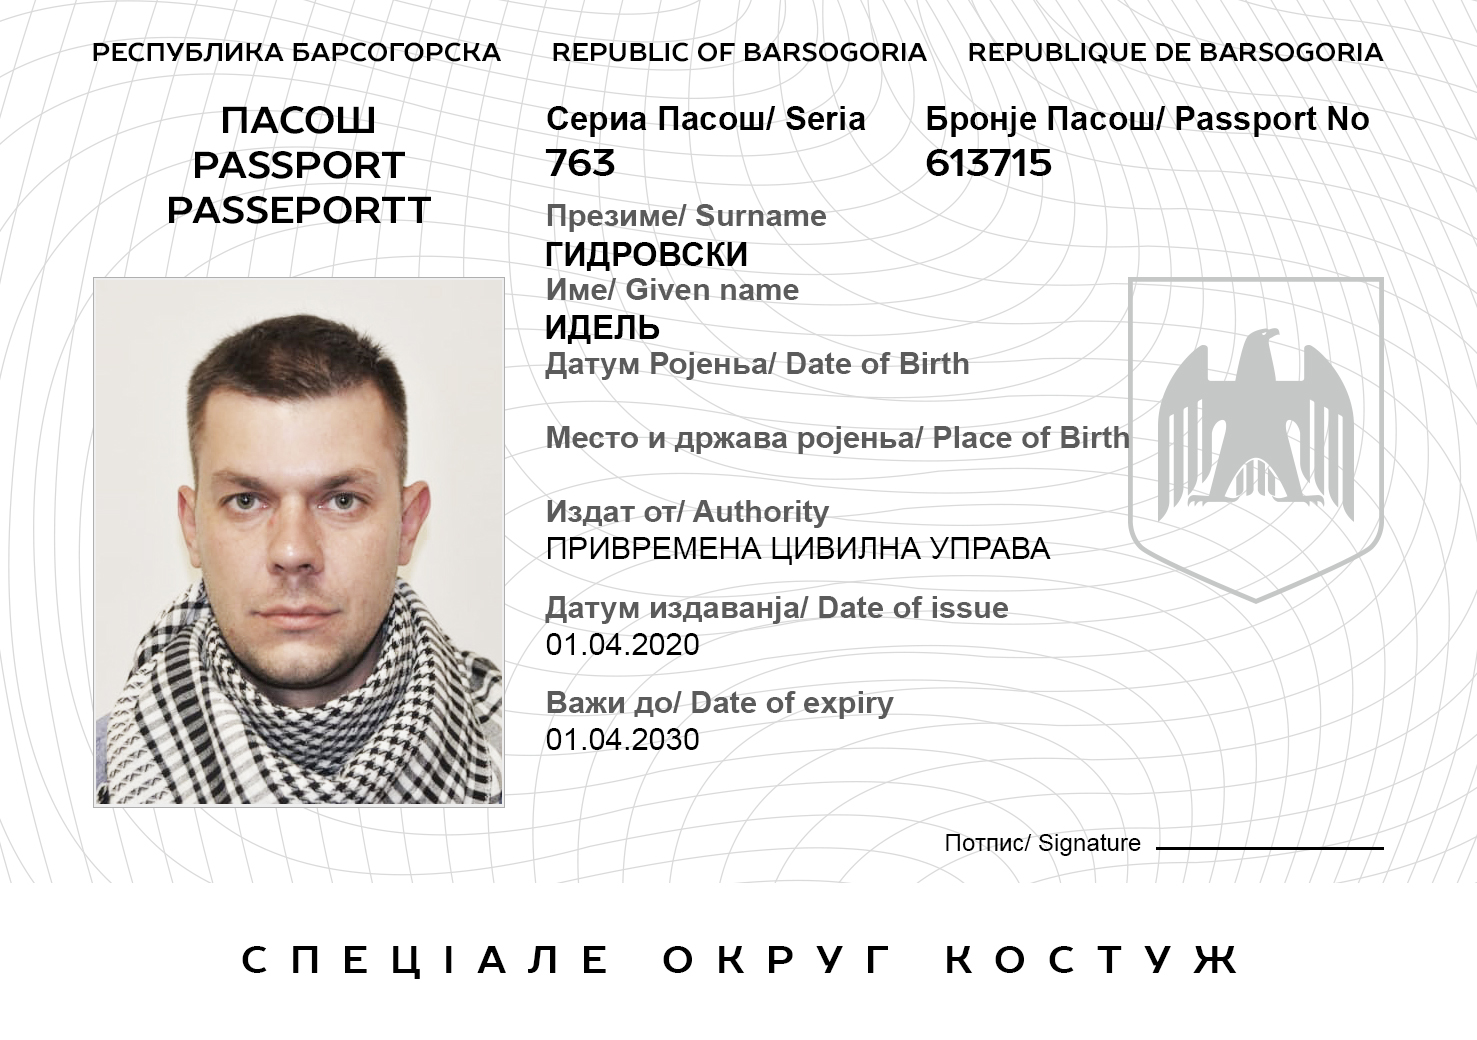 РЕСПУБЛИКА БАРСОГОРСКА REPUBLIC OF BARSOGORIA REPUBLIQUE DE BARSOGORIA
ПАСОШ
PASSPORT
PASSEPORTT
Сериа Пасош/ Seria Бронје Пасош/ Passport No
763 613715
Презиме/ Surname
ГИДРОВСКИ
Име/ Given name
ИДЕЛЬ
Датум Ројеньа/ Date of Birth
Место и држава ројеньа/ Place of Birth
Издат от/ Authority
ПРИВРЕМЕНА ЦИВИЛНА УПРАВА
Датум издаванја/ Date of issue
01.04.2020
Важи до/ Date of expiry
01.04.2030
Потпис/ Signature
СПЕЦІАЛЕ ОКРУГ КОСТУЖ